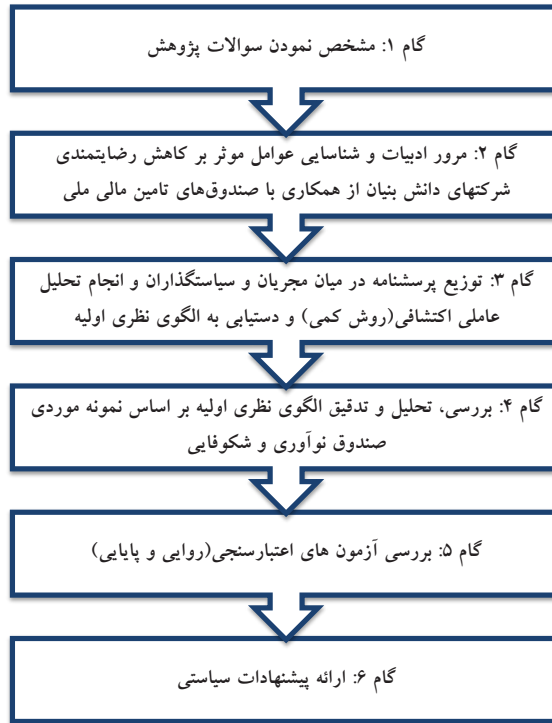 گام ۱: مشخص نمودن سوالات پژوهش
گام ۲: مرور ادبیات و شناسایی عوامل موثر بر کاهش رضایتمندی
شرکتهای دانش بنیان از همکاری با صندوق‌های تامین مالی ملی
گام ۳: توزیع پرسشنامه در میان مجریان و سیاستگذاران و انجام تحلیل
عاملی اکتشافی(روش کمی) و دستیابی به الگوی نظری اولیه
گام ۴: بررسی، تحلیل و تدقیق الگوی نظری اولیه بر اساس نمونه موردی
صندوق نوآوری و شکوفایی
گام ۵: بررسی آزمون های اعتبارسنجی(روایی و پایایی)
گام ۶: ارائه پیشنهادات سیاستی